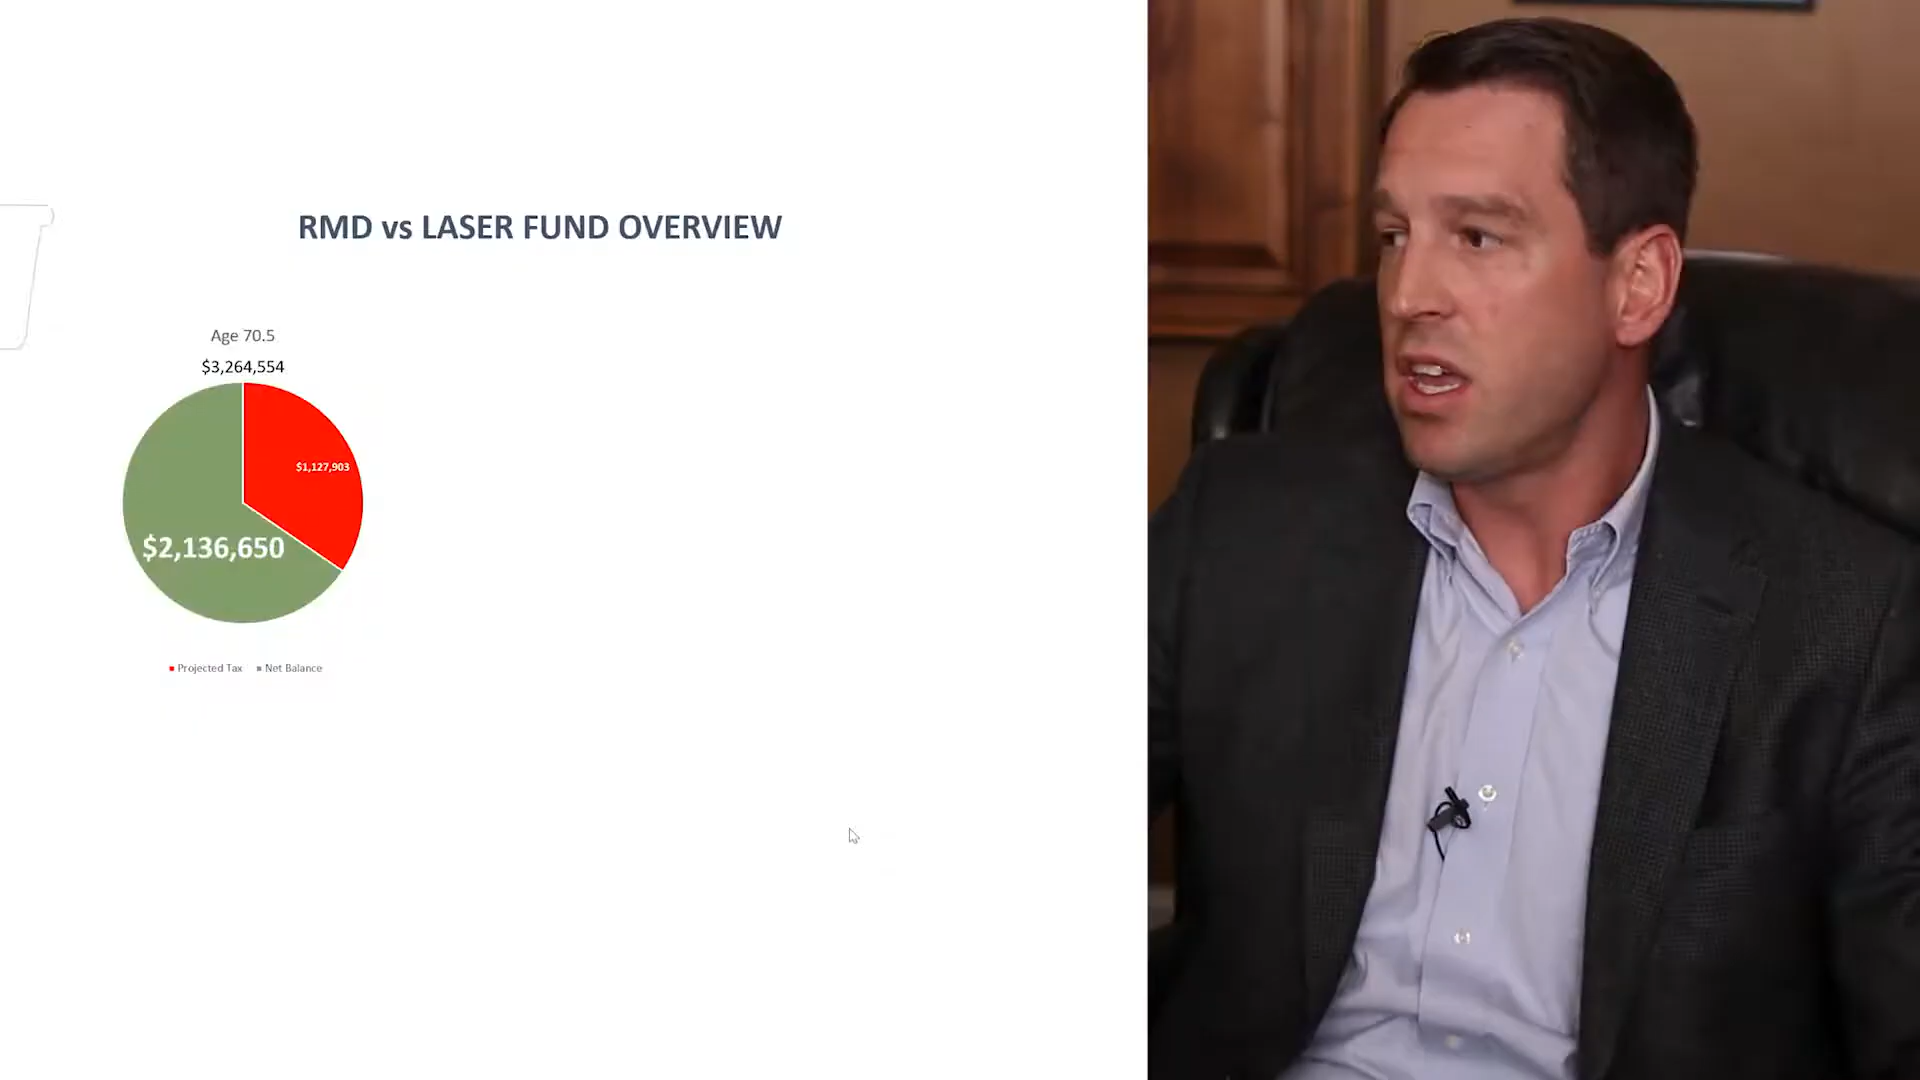 RMD vs LASER FUND OVERVIEW
Age 70.5
$3,264,554
$1,127,903
$2,136,650
Projected Tax Net Balance